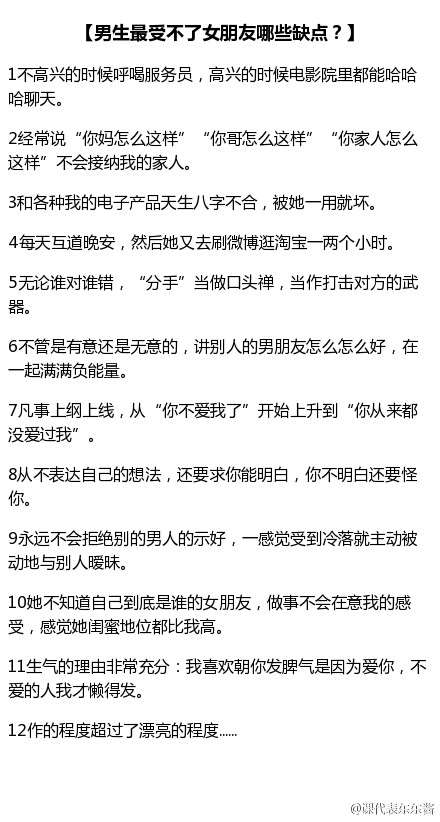 【男生最受不了女朋友哪些缺点？】
1不高兴的时候呼喝服务员，高兴的时候电影院里都能哈哈
哈聊天。
2经常说“你妈怎么这样”“你哥怎么这样”“你家人怎么
这样”不会接纳我的家人。
3和各种我的电子产品天生八字不合，被她一用就坏。
4每天互道晚安，然后她又去刷微博逛淘宝一两个小时。
5无论谁对谁错，“分手”当做口头禅，当作打击对方的武
器。
6不管是有意还是无意的，讲别人的男朋友怎么怎么好，在
一起满满负能量。
7凡事上纲上线，从“你不爱我了”开始上升到“你从来都
没爱过我”。
8从不表达自己的想法，还要求你能明白，你不明白还要怪
你。
9永远不会拒绝别的男人的示好，一感觉受到冷落就主动被
动地与别人暧昧。
10她不知道自己到底是谁的女朋友，做事不会在意我的感
受，感觉她闺蜜地位都比我高。
11生气的理由非常充分：我喜欢朝你发脾气是因为爱你，不
爱的人我才懒得发。
12作的程度超过了漂亮的程度......
@课代表东东酱